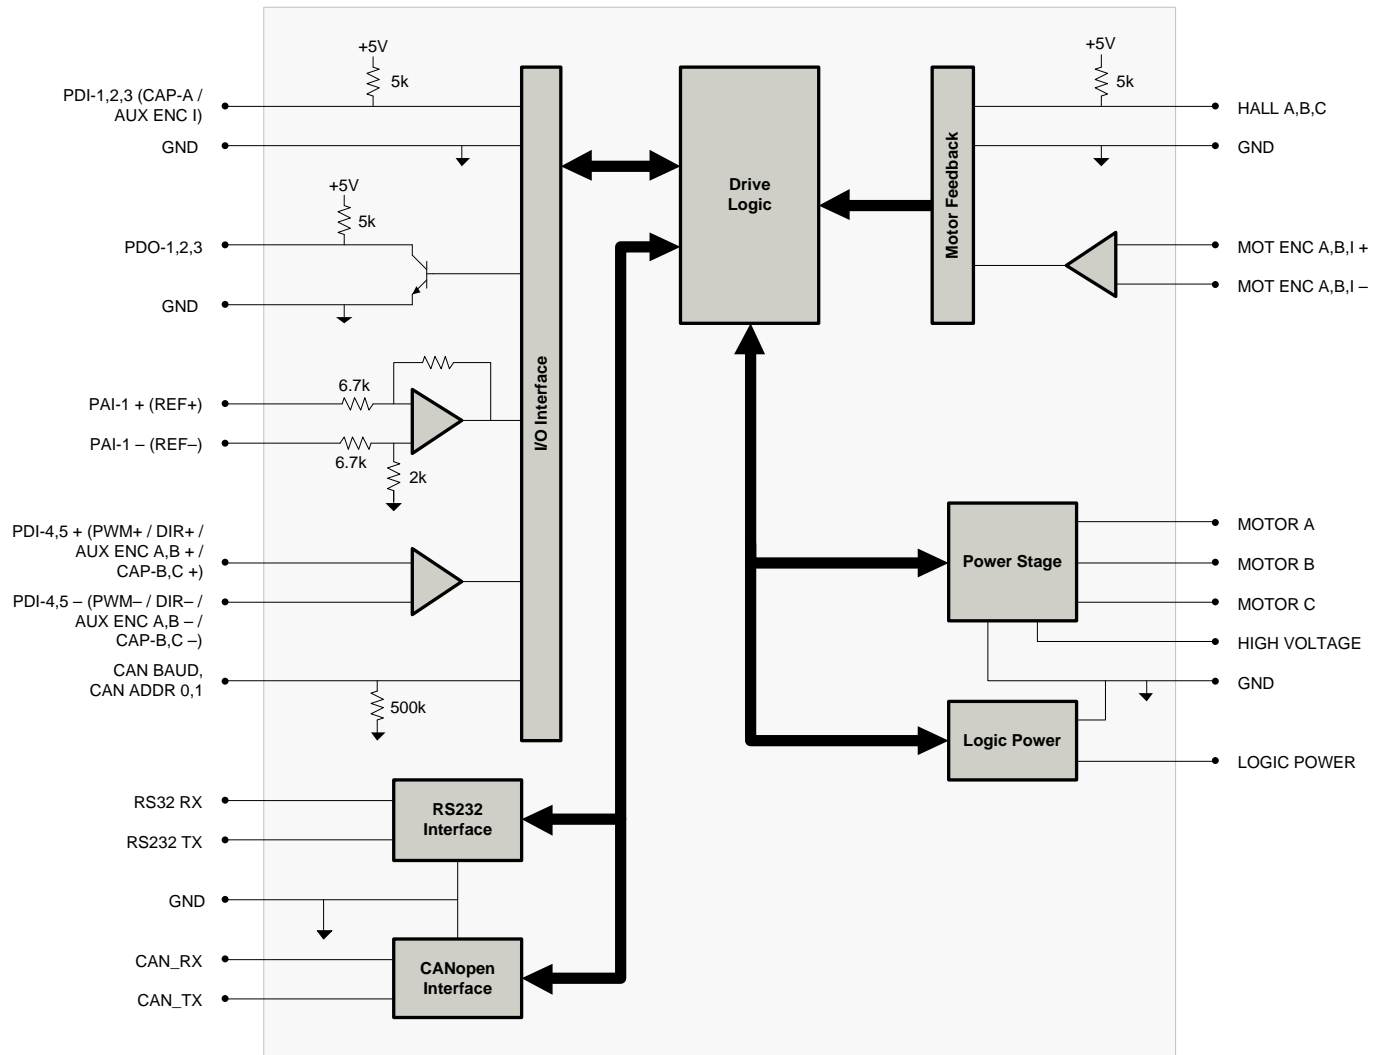 +5V
5k
PDI-1,2,3 (CAP-A /
AUX ENC I)
GND
+5V
5k
PDO-1,2,3
GND
6.7k
PAI-1 + (REF+)
PAI-1 – (REF–)
6.7k
2k
PDI-4,5 + (PWM+ / DIR+ /
AUX ENC A,B + /
CAP-B,C +)
PDI-4,5 – (PWM– / DIR– /
AUX ENC A,B – /
CAP-B,C –)
CAN BAUD,
CAN ADDR 0,1
500k
I/O Interface
RS32 RX
RS232 TX
RS232
Interface
GND
CAN_RX
CAN_TX
CANopen
Interface
Drive
Logic
Motor Feedback
+5V
5k
HALL A,B,C
GND
MOT ENC A,B,I +
MOT ENC A,B,I –
Power Stage
MOTOR A
MOTOR B
MOTOR C
HIGH VOLTAGE
GND
Logic Power
LOGIC POWER